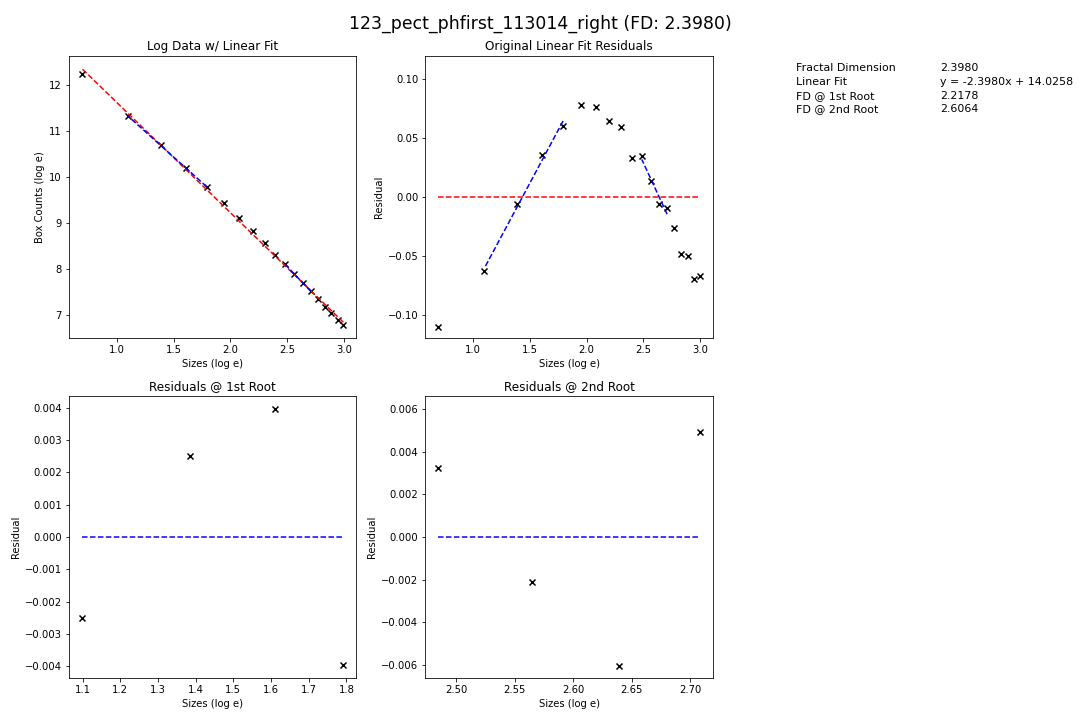 123_pect_phfirst_113014_right (FD: 2.3980)
Log Data w/ Linear Fit
Box Counts (log e)
12
11
10
9
8
7
1.0 1.5 2.0 2.5 3.0
Sizes (log e)
Original Linear Fit Residuals
Residual
0.10
0.05
0.00
−0.05
−0.10
1.0 1.5 2.0 2.5 3.0
Sizes (log e)
Fractal Dimension 2.3980
Linear Fit y = -2.3980x + 14.0258
FD @ 1st Root 2.2178
FD @ 2nd Root 2.6064
Residuals @ 1st Root
Residual
0.004
0.003
0.002
0.001
0.000
−0.001
−0.002
−0.003
−0.004
1.1 1.2 1.3 1.4 1.5 1.6 1.7 1.8
Sizes (log e)
Residuals @ 2nd Root
Residual
0.006
0.004
0.002
0.000
−0.002
−0.004
−0.006
2.50 2.55 2.60 2.65 2.70
Sizes (log e)